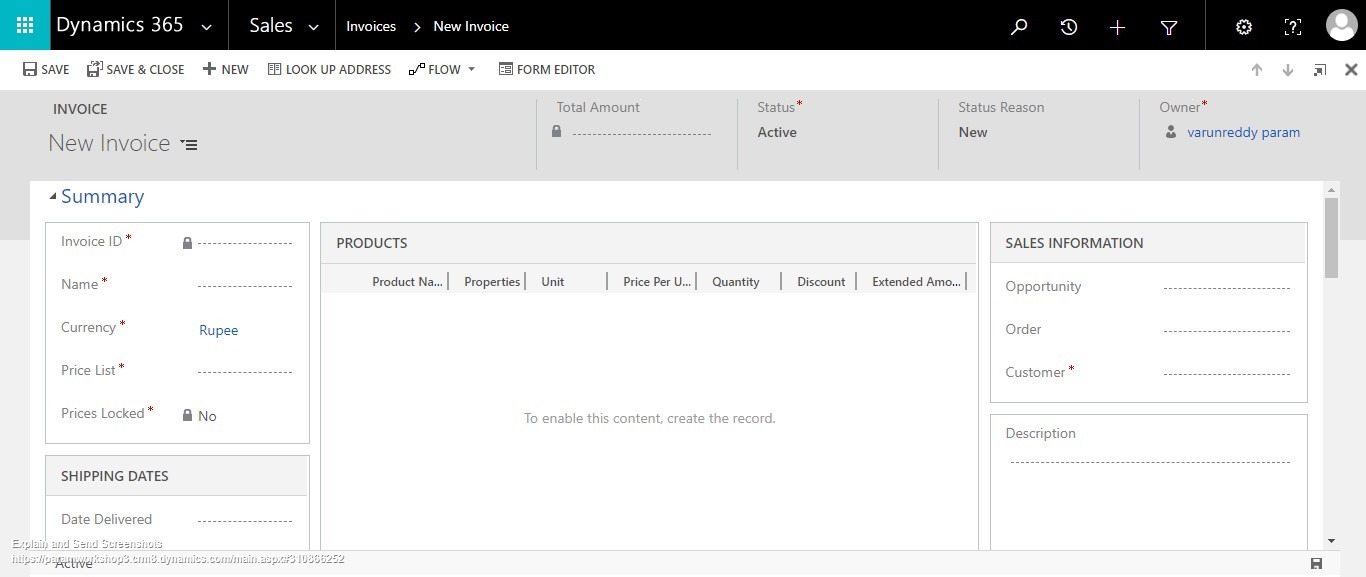 Dynamics 365 Sales Invoices > New Invoice
SAVE SAVE & CLOSE NEW LOOK UP ADDRESS FLOW FORM EDITOR
INVOICE
New Invoice
Total Amount
Status*
Active
Status Reason
New
Owner*
varunreddy param
Summary
Invoice ID*
Name*
Currency* Rupee
Price List*
Prices Locked* No
SHIPPING DATES
Date Delivered
PRODUCTS
Product Na... Properties Unit Price Per U... Quantity Discount Extended Amo...
To enable this content, create the record.
SALES INFORMATION
Opportunity
Order
Customer*
Description
Explain and Send Screenshots
https://paramworkshop3.crm8.dynamics.com/main.aspx#310866252
Active